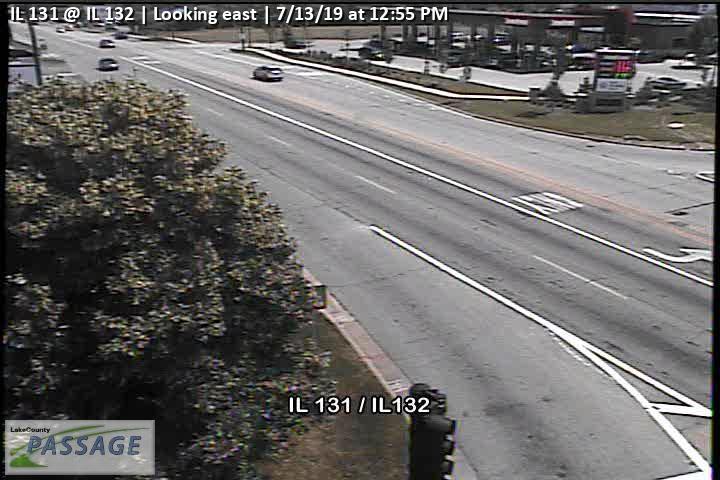 IL 131 @ IL 132 | Looking east | 7/13/19 at 12:55 PM
IL 131 / IL132
LakeCounty
PASSAGE